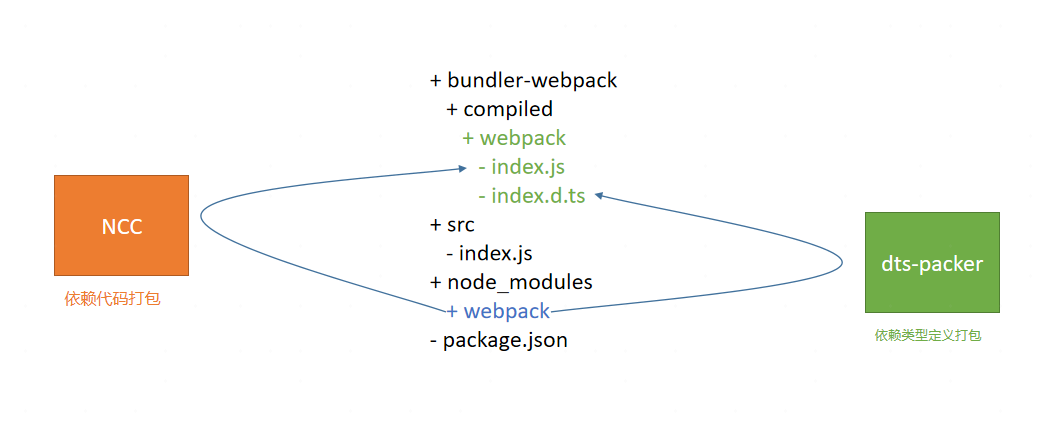 + bundler-webpack
+ compiled
+ webpack
- index.js
- index.d.ts
+ src
- index.js
+ node_modules
+ webpack
- package.json
NCC
依赖代码打包
dts-packer
依赖类型定义打包